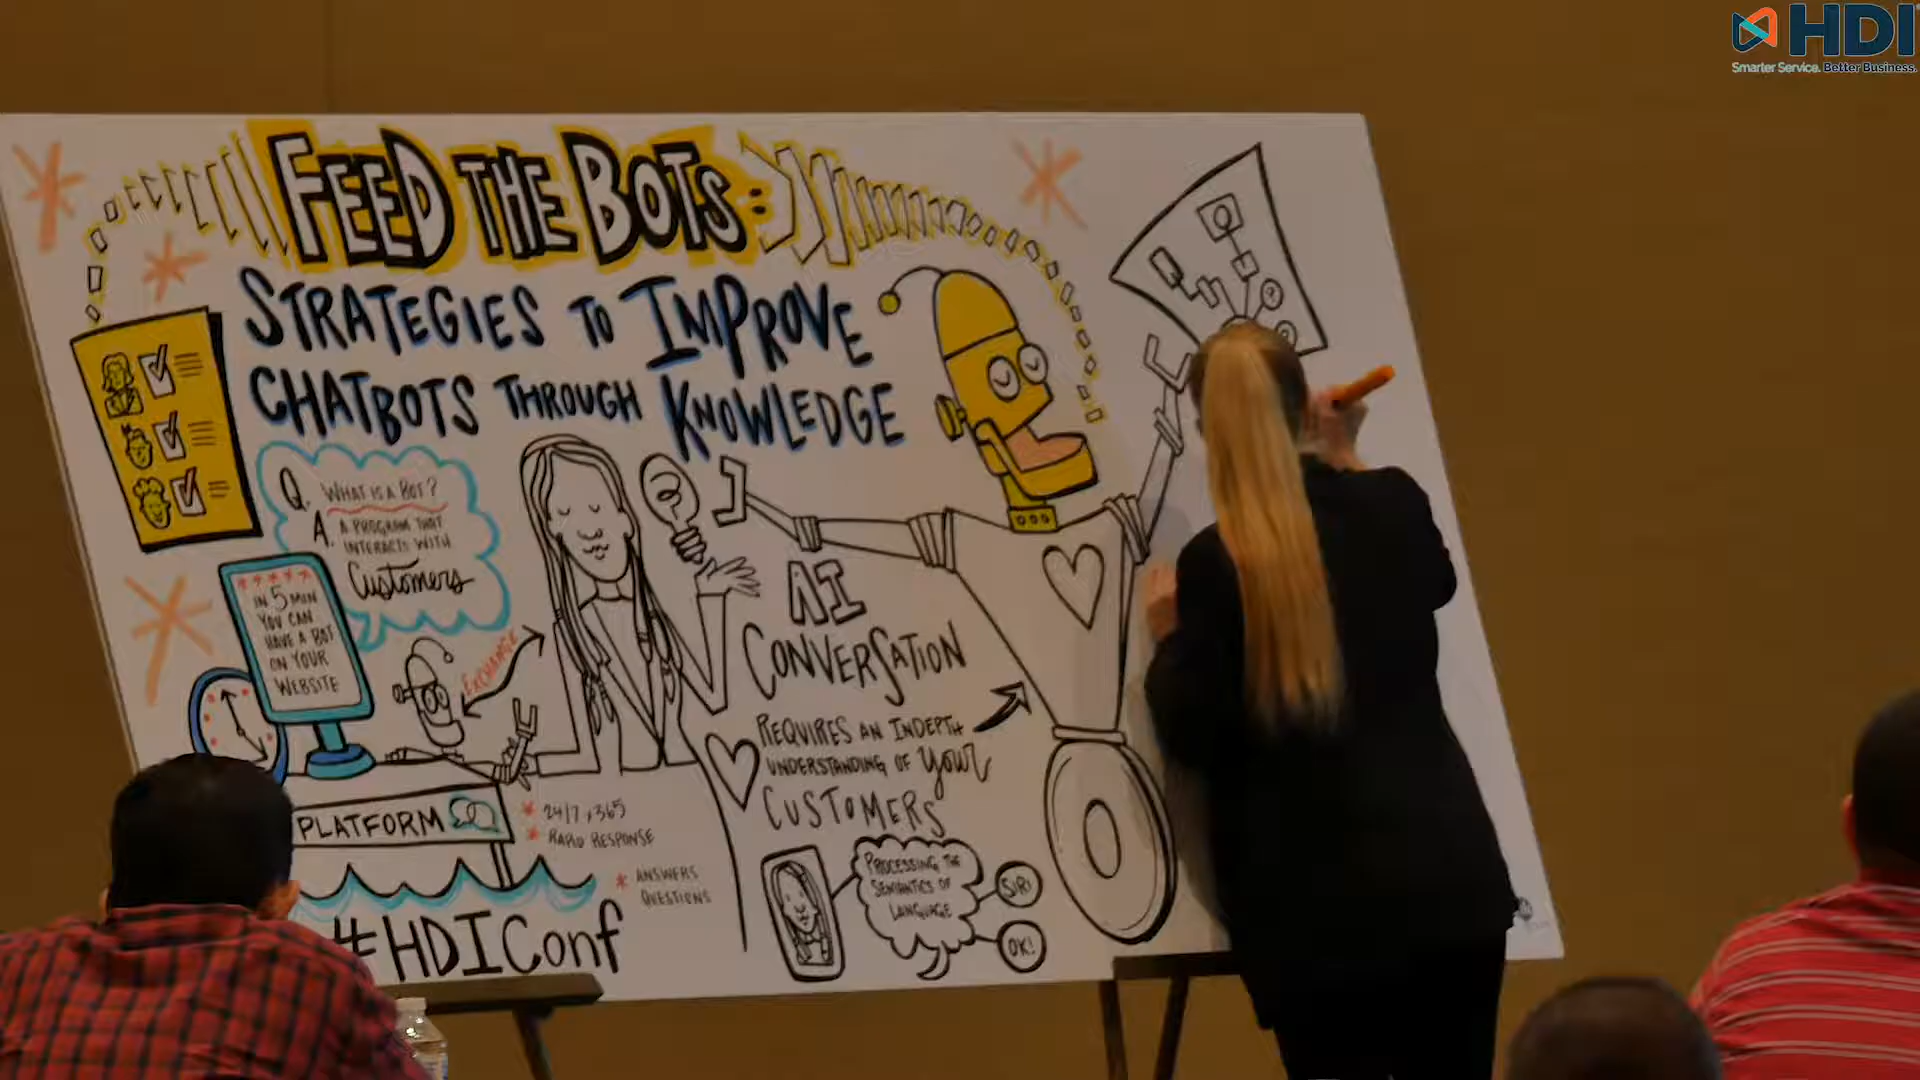 HDI
Smarter Service. Better Business.
FEED THE BOTS:
STRATEGIES TO IMPROVE
CHATBOTS THROUGH KNOWLEDGE
Q. WHAT IS A BOT?
A. A PROGRAM THAT
INTERACTS WITH
Customers
IN 5 MIN
YOU CAN
HAVE A BOT
ON YOUR
WEBSITE
EXCHANGE
AI
CONVERSATION
REQUIRES AN INDEPTH
UNDERSTANDING OF your
CUSTOMERS
PLATFORM
24/7, 365
RAPID RESPONSE
ANSWERS
QUESTIONS
PROCESSING THE
SEMANTICS OF
LANGUAGE
SIRI
OK!
#HDIConf